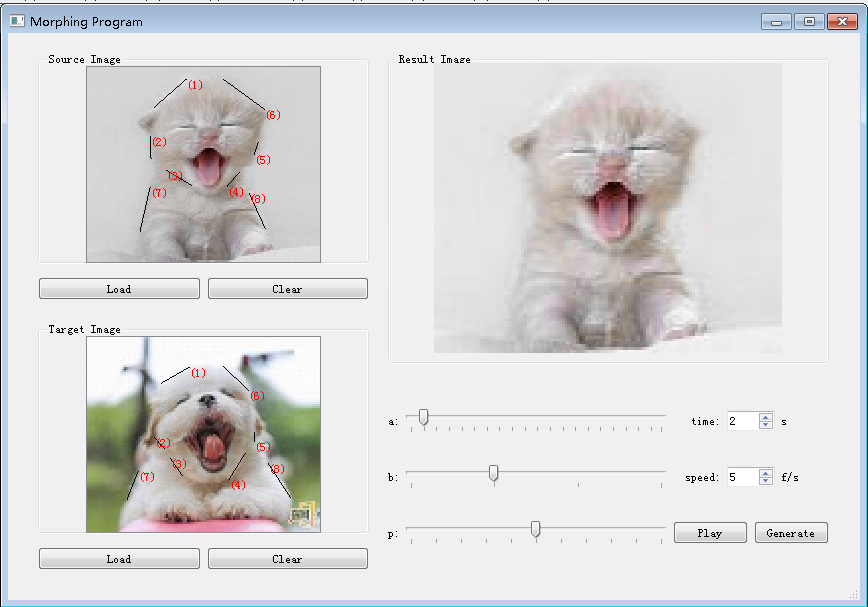 Morphing Program
Source Image
(1)
(6)
(2)
(5)
(3)
(4)
(7)
(8)
Load
Clear
Target Image
(1)
(6)
(2)
(5)
(3)
(8)
(7)
(4)
Load
Clear
Result Image
a:
time: 2 s
b:
speed: 5 f/s
p:
Play
Generate